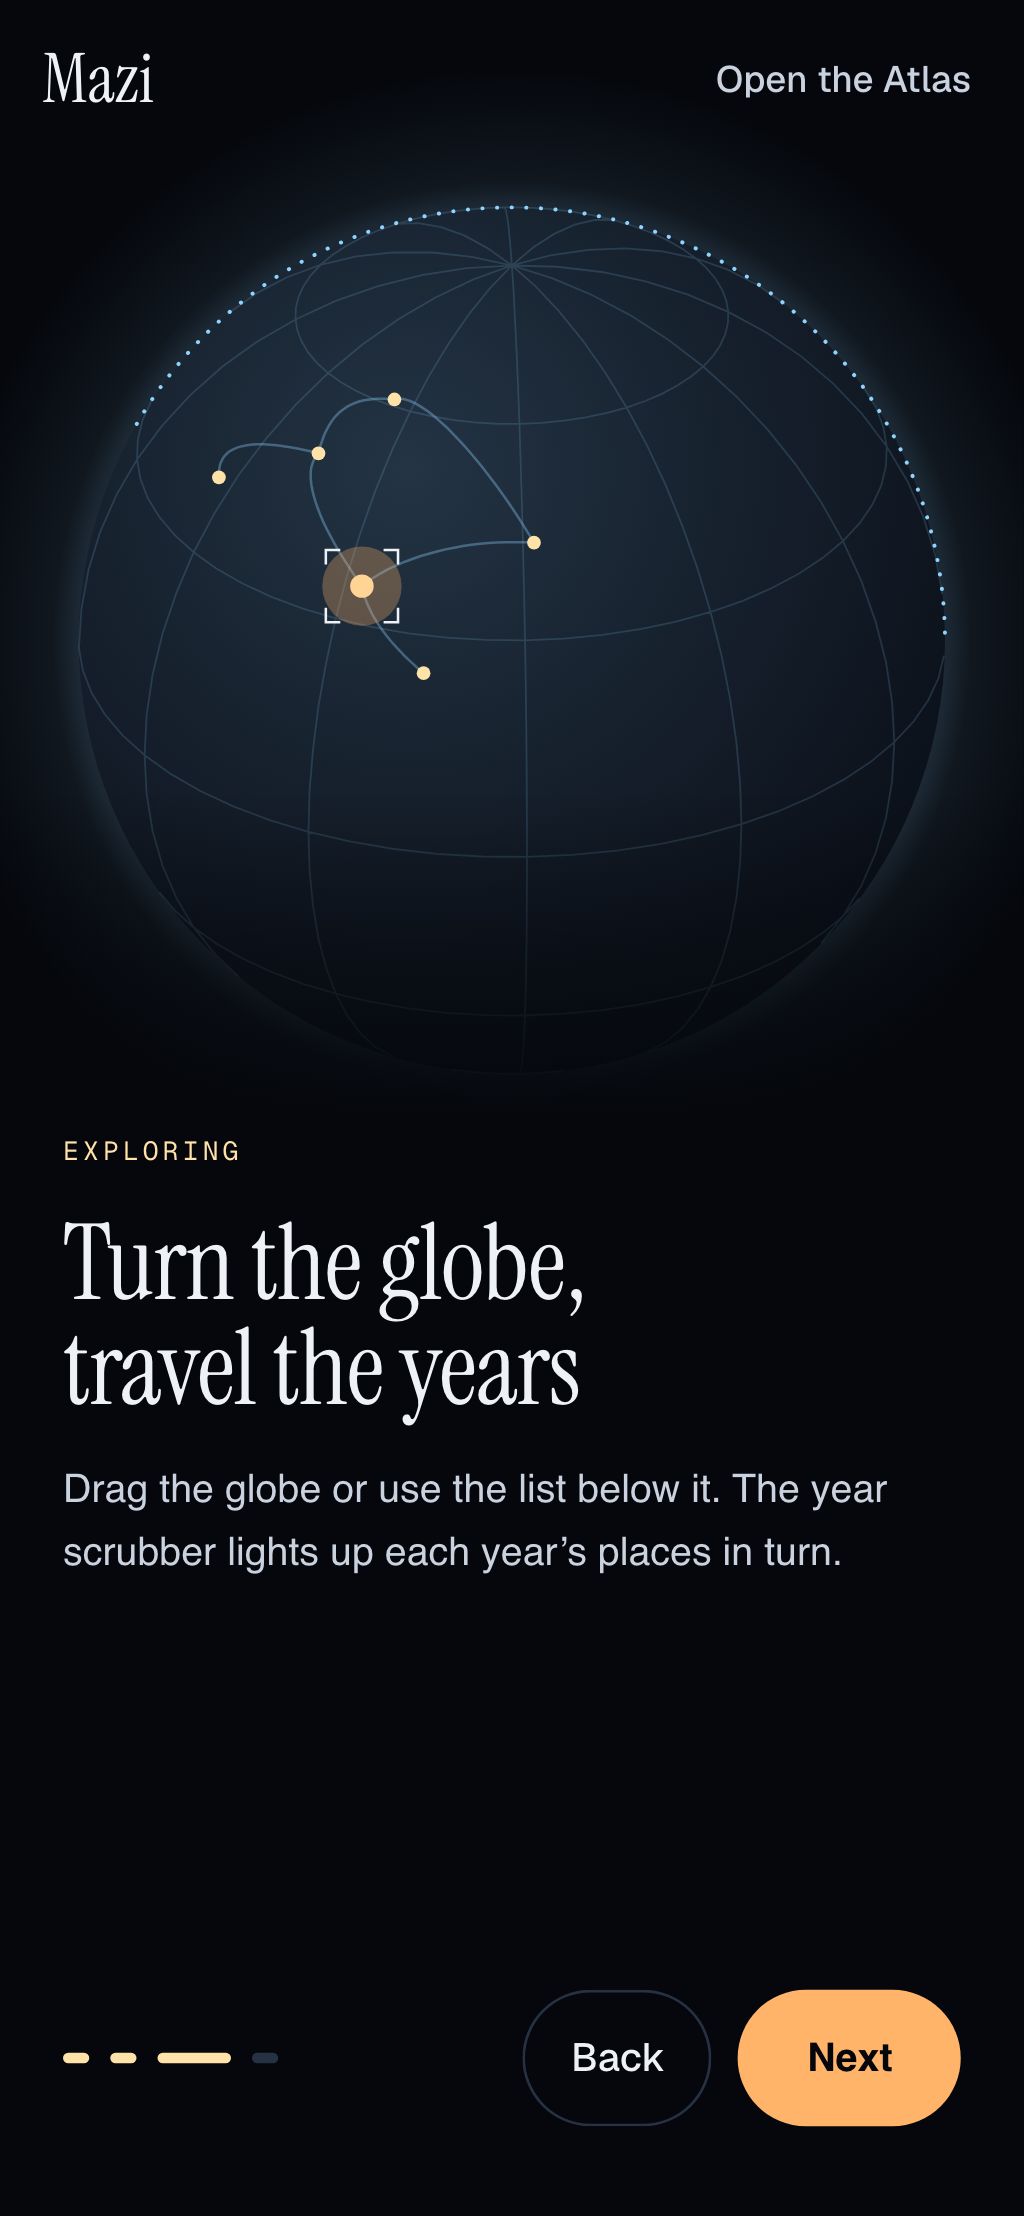 Mazi
Open the Atlas
EXPLORING
Turn the globe,
travel the years
Drag the globe or use the list below it. The year
scrubber lights up each year’s places in turn.
Back
Next